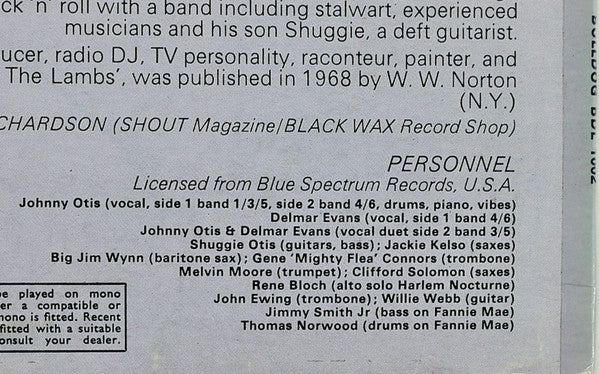 ck 'n' roll with a band including stalwart, experienced
musicians and his son Shuggie, a deft guitarist.
ucer, radio DJ, TV personality, raconteur, painter, and
The Lambs', was published in 1968 by W. W. Norton
(N.Y.)
CHARDSON (SHOUT Magazine/BLACK WAX Record Shop)
PERSONNEL
Licensed from Blue Spectrum Records, U.S.A.
Johnny Otis (vocal, side 1 band 1/3/5, side 2 band 4/6, drums, piano, vibes)
Delmar Evans (vocal, side 1 band 4/6)
Johnny Otis & Delmar Evans (vocal duet side 2 band 3/5)
Shuggie Otis (guitars, bass); Jackie Kelso (saxes)
Big Jim Wynn (baritone sax); Gene 'Mighty Flea' Connors (trombone)
Melvin Moore (trumpet); Clifford Solomon (saxes)
Rene Bloch (alto solo Harlem Nocturne)
John Ewing (trombone); Willie Webb (guitar)
Jimmy Smith Jr (bass on Fannie Mae)
Thomas Norwood (drums on Fannie Mae)
be played on mono
er a compatible or
mono is fitted. Recent
fitted with a suitable
onsult your dealer.
BULLDOG BDL 1002